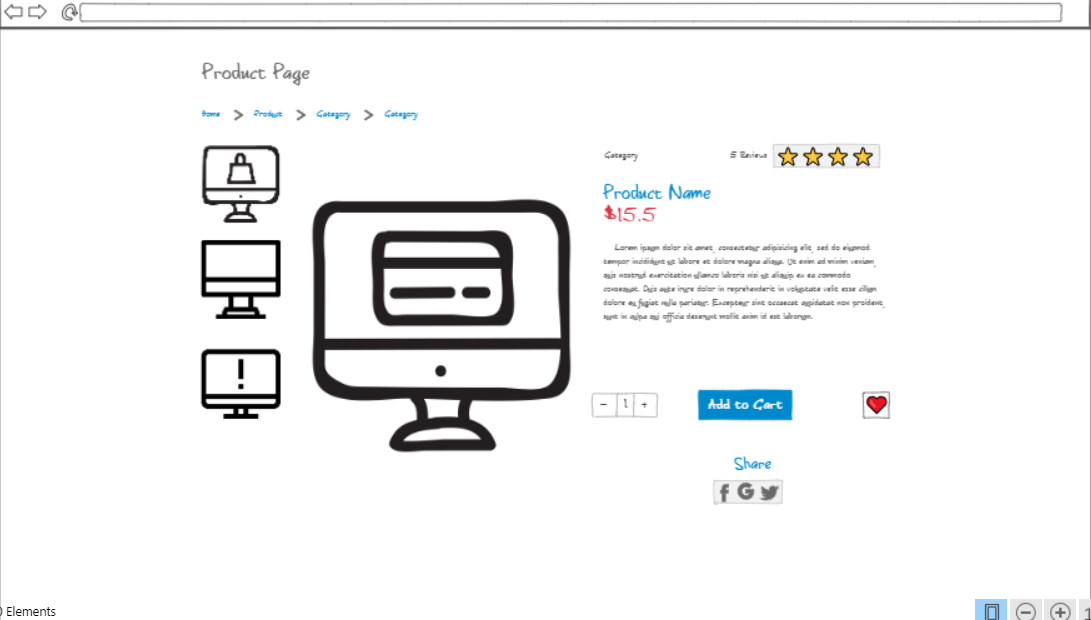 Product Page
Home Product Category Category
Category
5 Reviews
Product Name
$15.5
Lorem ipsum dolor sit amet, consectetur adipisicing elit, sed do eiusmod
tempor incididunt ut labore et dolore magna aliqua. Ut enim ad minim veniam,
quis nostrud exercitation ullamco laboris nisi ut aliquip ex ea commodo
consequat. Duis aute irure dolor in reprehenderit in voluptate velit esse cillum
dolore eu fugiat nulla pariatur. Excepteur sint occaecat cupidatat non proident,
sunt in culpa qui officia deserunt mollit anim id est laborum.
- 1 +
Add to Cart
Share
f G
Elements